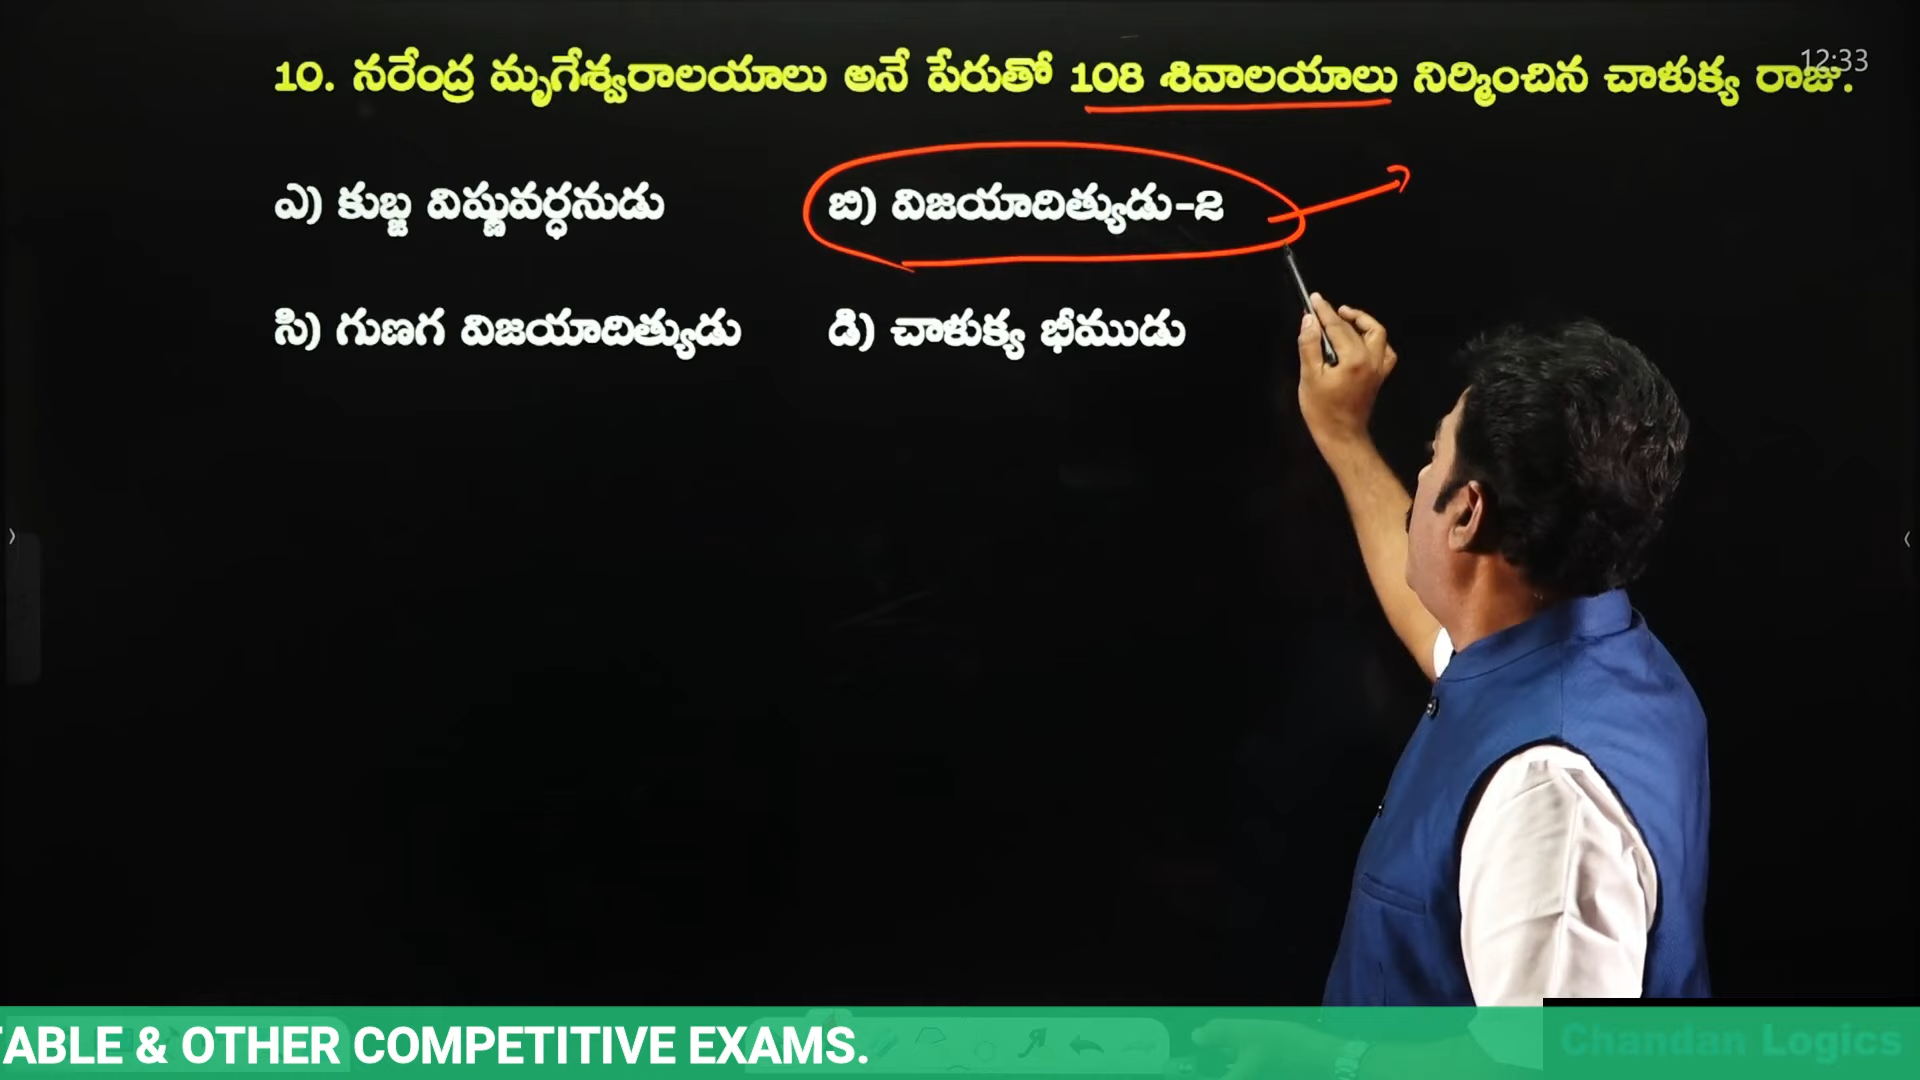 12:33
10. నరేంద్ర మృగేశ్వరాలయాలు అనే పేరుతో 108 శివాలయాలు నిర్మించిన చాళుక్య రాజు.
ఎ) కుబ్జ విష్ణువర్ధనుడు బి) విజయాదిత్యుడు-2
సి) గుణగ విజయాదిత్యుడు డి) చాళుక్య భీముడు
TABLE & OTHER COMPETITIVE EXAMS.
Chandan Logics